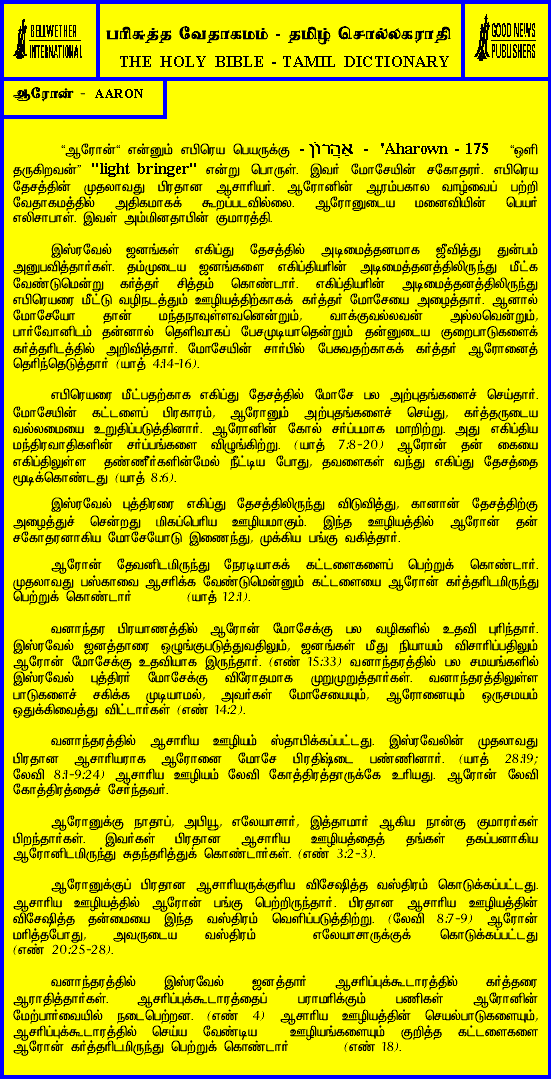 BELLWETHER
INTERNATIONAL
பரிசுத்த வேதாகமம் - தமிழ் சொல்லகராதி
THE HOLY BIBLE - TAMIL DICTIONARY
GOOD NEWS
PUBLISHERS
ஆரோன் - AARON
"ஆரோன்" என்னும் எபிரெய பெயருக்கு - אַהֲרוֹן - 'Aharown - 175 "ஒளி
தருகிறவன்" "light bringer" என்று பொருள். இவர் மோசேயின் சகோதரர். எபிரெய
தேசத்தின் முதலாவது பிரதான ஆசாரியர். ஆரோனின் ஆரம்பகால வாழ்வைப் பற்றி
வேதாகமத்தில் அதிகமாகக் கூறப்படவில்லை. ஆரோனுடைய மனைவியின் பெயர்
எலிசாபாள். இவள் அம்மினதாபின் குமாரத்தி.
இஸ்ரவேல் ஜனங்கள் எகிப்து தேசத்தில் அடிமைத்தனமாக ஜீவித்து துன்பம்
அனுபவித்தார்கள். தம்முடைய ஜனங்களை எகிப்தியரின் அடிமைத்தனத்திலிருந்து மீட்க
வேண்டுமென்று கர்த்தர் சித்தம் கொண்டார். எகிப்தியரின் அடிமைத்தனத்திலிருந்து
எபிரெயரை மீட்டு வழிநடத்தும் ஊழியத்திற்காகக் கர்த்தர் மோசேயை அழைத்தார். ஆனால்
மோசேயோ தான் மந்தநாவுள்ளவனென்றும், வாக்குவல்லவன் அல்லவென்றும்,
பார்வோனிடம் தன்னால் தெளிவாகப் பேசமுடியாதென்றும் தன்னுடைய குறைபாடுகளைக்
கர்த்தரிடத்தில் அறிவித்தார். மோசேயின் சார்பில் பேசுவதற்காகக் கர்த்தர் ஆரோனைத்
தெரிந்தெடுத்தார் (யாத் 4:14-16).
எபிரெயரை மீட்பதற்காக எகிப்து தேசத்தில் மோசே பல அற்புதங்களைச் செய்தார்.
மோசேயின் கட்டளைப் பிரகாரம், ஆரோனும் அற்புதங்களைச் செய்து, கர்த்தருடைய
வல்லமையை உறுதிப்படுத்தினார். ஆரோனின் கோல் சர்ப்பமாக மாறிற்று. அது எகிப்திய
மந்திரவாதிகளின் சர்ப்பங்களை விழுங்கிற்று. (யாத் 7:8-20) ஆரோன் தன் கையை
எகிப்திலுள்ள தண்ணீர்களின்மேல் நீட்டிய போது, தவளைகள் வந்து எகிப்து தேசத்தை
மூடிக்கொண்டது (யாத் 8:6).
இஸ்ரவேல் புத்திரரை எகிப்து தேசத்திலிருந்து விடுவித்து, கானான் தேசத்திற்கு
அழைத்துச் சென்றது மிகப்பெரிய ஊழியமாகும். இந்த ஊழியத்தில் ஆரோன் தன்
சகோதரனாகிய மோசேயோடு இணைந்து, முக்கிய பங்கு வகித்தார்.
ஆரோன் தேவனிடமிருந்து நேரடியாகக் கட்டளைகளைப் பெற்றுக் கொண்டார்.
முதலாவது பஸ்காவை ஆசரிக்க வேண்டுமென்னும் கட்டளையை ஆரோன் கர்த்தரிடமிருந்து
பெற்றுக் கொண்டார் (யாத் 12:1).
வனாந்தர பிரயாணத்தில் ஆரோன் மோசேக்கு பல வழிகளில் உதவி புரிந்தார்.
இஸ்ரவேல் ஜனத்தாரை ஒழுங்குபடுத்துவதிலும், ஜனங்கள் மீது நியாயம் விசாரிப்பதிலும்
ஆரோன் மோசேக்கு உதவியாக இருந்தார். (எண் 15:33) வனாந்தரத்தில் பல சமயங்களில்
இஸ்ரவேல் புத்திரர் மோசேக்கு விரோதமாக முறுமுறுத்தார்கள். வனாந்தரத்திலுள்ள
பாடுகளைச் சகிக்க முடியாமல், அவர்கள் மோசேயையும், ஆரோனையும் ஒருசமயம்
ஒதுக்கிவைத்து விட்டார்கள் (எண் 14:2).
வனாந்தரத்தில் ஆசாரிய ஊழியம் ஸ்தாபிக்கப்பட்டது. இஸ்ரவேலின் முதலாவது
பிரதான ஆசாரியராக ஆரோனை மோசே பிரதிஷ்டை பண்ணினார். (யாத் 28:19;
லேவி 8:1-9:24) ஆசாரிய ஊழியம் லேவி கோத்திரத்தாருக்கே உரியது. ஆரோன் லேவி
கோத்திரத்தைச் சேர்ந்தவர்.
ஆரோனுக்கு நாதாப், அபியூ, எலேயாசார், இத்தாமார் ஆகிய நான்கு குமாரர்கள்
பிறந்தார்கள். இவர்கள் பிரதான ஆசாரிய ஊழியத்தைத் தங்கள் தகப்பனாகிய
ஆரோனிடமிருந்து சுதந்தரித்துக் கொண்டார்கள். (எண் 3:2-3).
ஆரோனுக்குப் பிரதான ஆசாரியருக்குரிய விசேஷித்த வஸ்திரம் கொடுக்கப்பட்டது.
ஆசாரிய ஊழியத்தில் ஆரோன் பங்கு பெற்றிருந்தார். பிரதான ஆசாரிய ஊழியத்தின்
விசேஷித்த தன்மையை இந்த வஸ்திரம் வெளிப்படுத்திற்று. (லேவி 8:7-9) ஆரோன்
மரித்தபோது, அவருடைய வஸ்திரம் எலேயாசாருக்குக் கொடுக்கப்பட்டது
(எண் 20:25-28).
வனாந்தரத்தில் இஸ்ரவேல் ஜனத்தார் ஆசரிப்புக்கூடாரத்தில் கர்த்தரை
ஆராதித்தார்கள். ஆசரிப்புக்கூடாரத்தைப் பராமரிக்கும் பணிகள் ஆரோனின்
மேற்பார்வையில் நடைபெற்றன. (எண் 4) ஆசாரிய ஊழியத்தின் செயல்பாடுகளையும்,
ஆசரிப்புக்கூடாரத்தில் செய்ய வேண்டிய ஊழியங்களையும் குறித்த கட்டளைகளை
ஆரோன் கர்த்தரிடமிருந்து பெற்றுக் கொண்டார் (எண் 18).